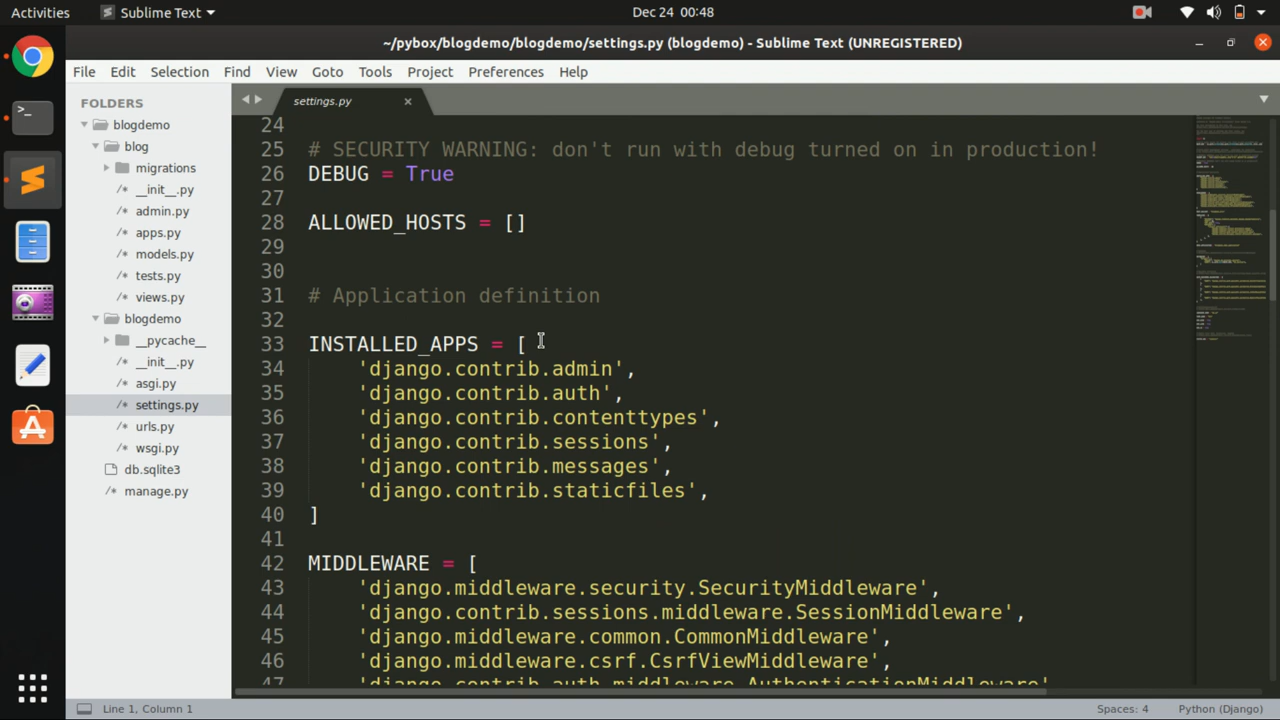 Activities
Sublime Text
Dec 24 00:48
~/pybox/blogdemo/blogdemo/settings.py (blogdemo) - Sublime Text (UNREGISTERED)
File Edit Selection Find View Goto Tools Project Preferences Help
FOLDERS
blogdemo
blog
migrations
/* __init__.py
/* admin.py
/* apps.py
/* models.py
/* tests.py
/* views.py
blogdemo
__pycache__
/* __init__.py
/* asgi.py
/* settings.py
/* urls.py
/* wsgi.py
db.sqlite3
/* manage.py
settings.py
24
25 # SECURITY WARNING: don't run with debug turned on in production!
26 DEBUG = True
27
28 ALLOWED_HOSTS = []
29
30
31 # Application definition
32
33 INSTALLED_APPS = [
34 'django.contrib.admin',
35 'django.contrib.auth',
36 'django.contrib.contenttypes',
37 'django.contrib.sessions',
38 'django.contrib.messages',
39 'django.contrib.staticfiles',
40 ]
41
42 MIDDLEWARE = [
43 'django.middleware.security.SecurityMiddleware',
44 'django.contrib.sessions.middleware.SessionMiddleware',
45 'django.middleware.common.CommonMiddleware',
46 'django.middleware.csrf.CsrfViewMiddleware',
47 'django.contrib.auth.middleware.AuthenticationMiddleware',
Line 1, Column 1
Spaces: 4
Python (Django)